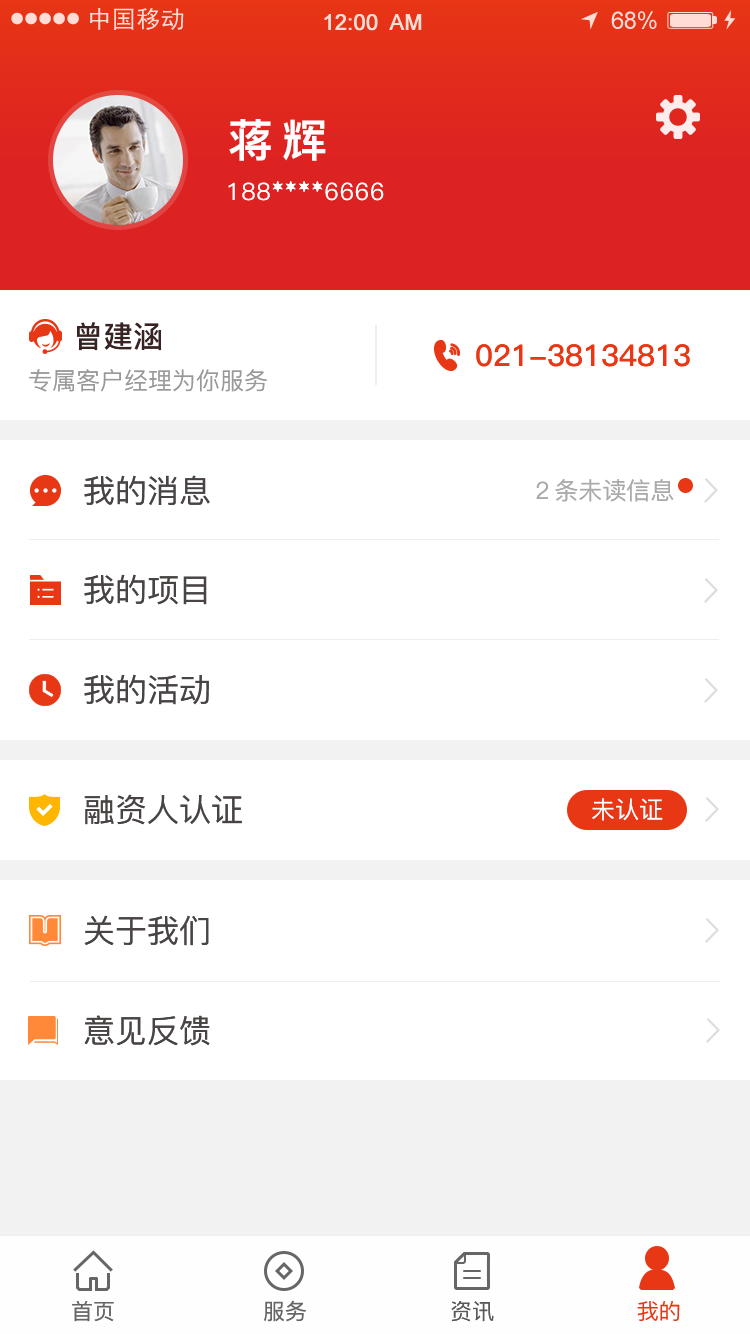 中国移动 12:00 AM 68%
蒋辉
188****6666
曾建涵
专属客户经理为你服务
021-38134813
我的消息 2条未读信息
我的项目
我的活动
融资人认证 未认证
关于我们
意见反馈
首页 服务 资讯 我的